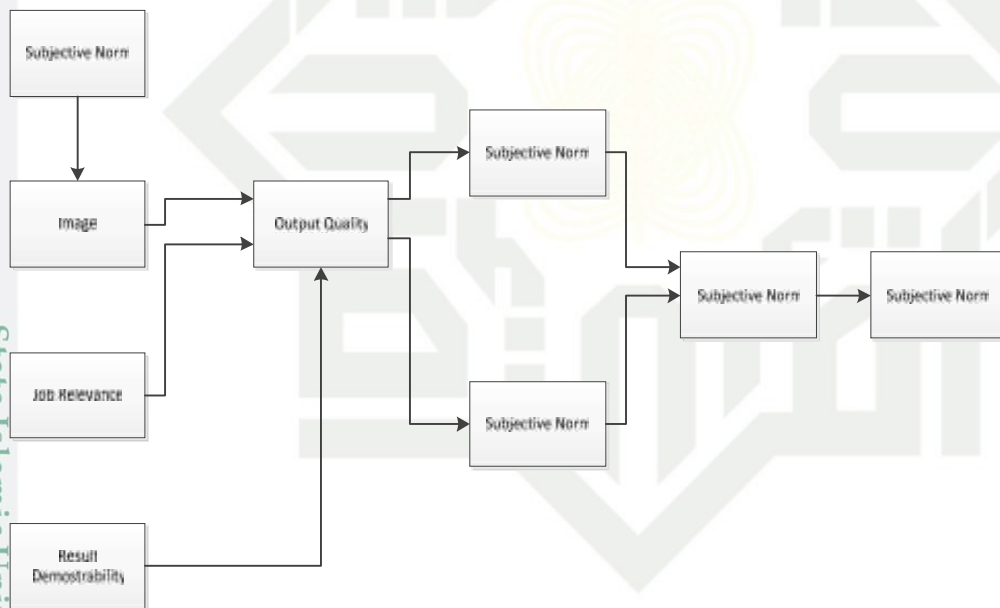 Subjective Norm
Subjective Norm
Image
Output Quality
Subjective Norm
Subjective Norm
Job Relevance
Subjective Norm
Result
Demostrability